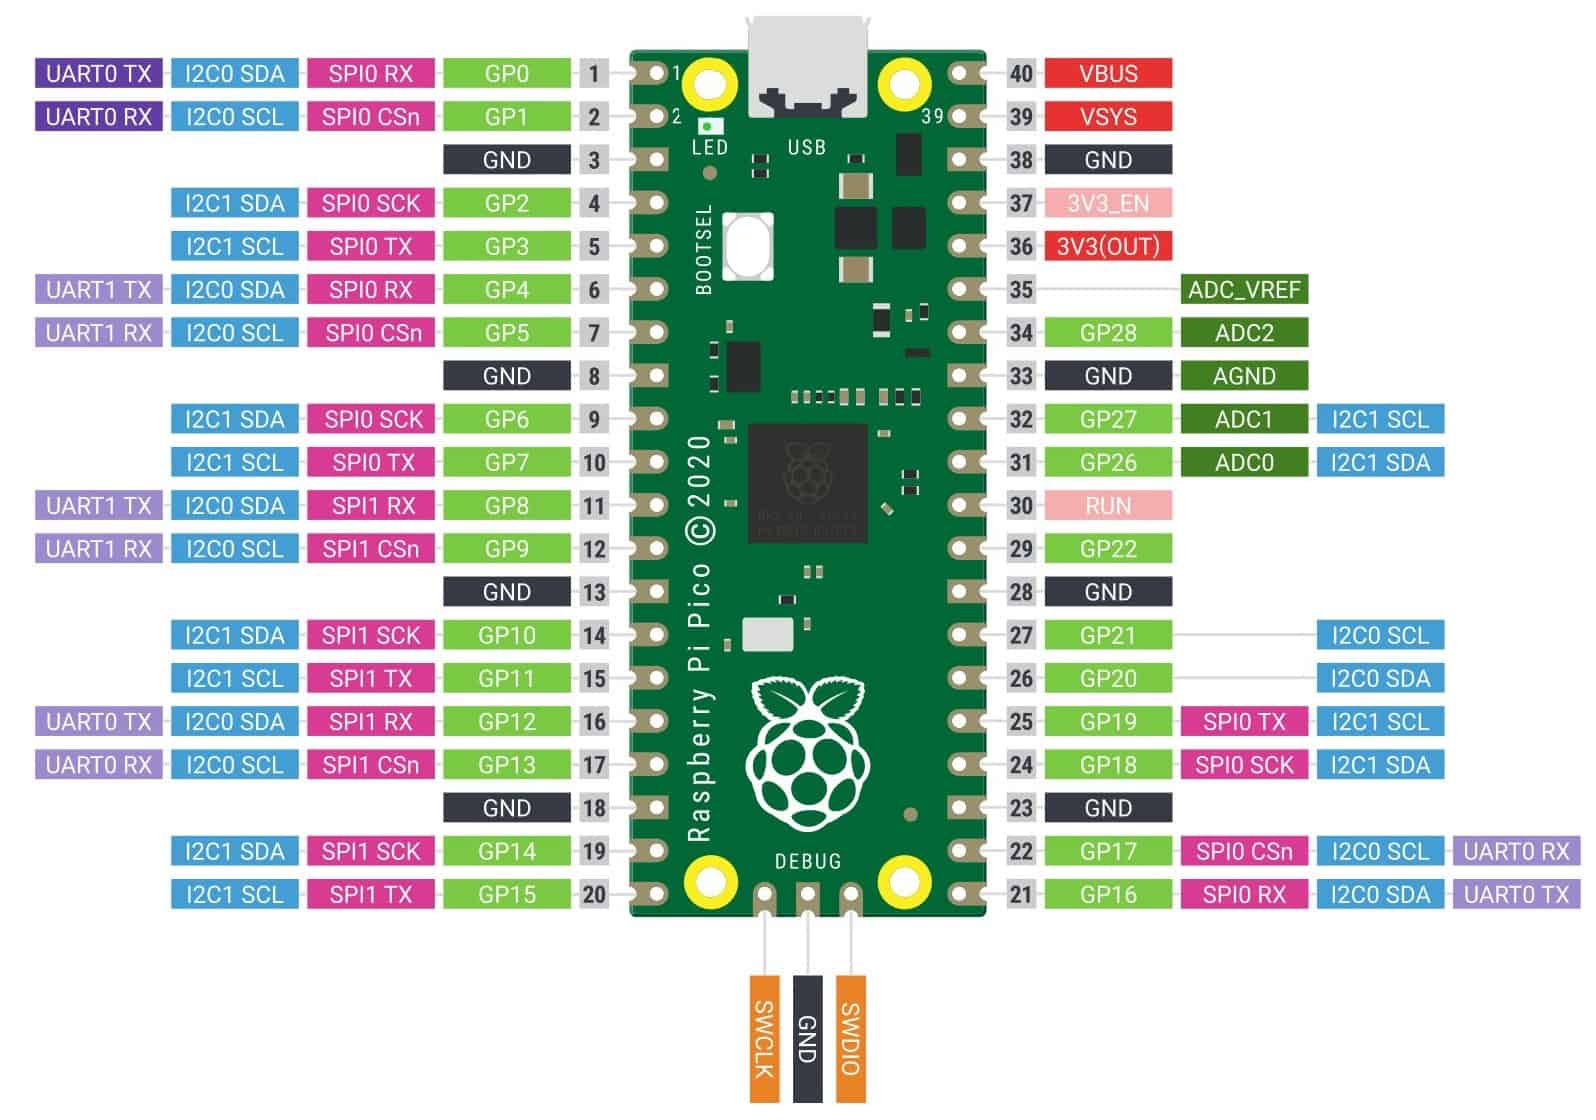 UART0 TX I2C0 SDA SPI0 RX GP0 1 1 40 VBUS
UART0 RX I2C0 SCL SPI0 CSn GP1 2 2 39 39 VSYS
LED USB
GND 3 38 GND
I2C1 SDA SPI0 SCK GP2 4 37 3V3_EN
I2C1 SCL SPI0 TX GP3 5 36 3V3(OUT)
BOOTSEL
UART1 TX I2C0 SDA SPI0 RX GP4 6 35 ADC_VREF
UART1 RX I2C0 SCL SPI0 CSn GP5 7 34 GP28 ADC2
GND 8 33 GND AGND
I2C1 SDA SPI0 SCK GP6 9 32 GP27 ADC1 I2C1 SCL
I2C1 SCL SPI0 TX GP7 10 31 GP26 ADC0 I2C1 SDA
UART1 TX I2C0 SDA SPI1 RX GP8 11 30 RUN
UART1 RX I2C0 SCL SPI1 CSn GP9 12 29 GP22
GND 13 28 GND
Raspberry Pi Pico ©2020
I2C1 SDA SPI1 SCK GP10 14 27 GP21 I2C0 SCL
I2C1 SCL SPI1 TX GP11 15 26 GP20 I2C0 SDA
UART0 TX I2C0 SDA SPI1 RX GP12 16 25 GP19 SPI0 TX I2C1 SCL
UART0 RX I2C0 SCL SPI1 CSn GP13 17 24 GP18 SPI0 SCK I2C1 SDA
GND 18 23 GND
I2C1 SDA SPI1 SCK GP14 19 22 GP17 SPI0 CSn I2C0 SCL UART0 RX
DEBUG
I2C1 SCL SPI1 TX GP15 20 21 GP16 SPI0 RX I2C0 SDA UART0 TX
SWCLK
GND
SWDIO